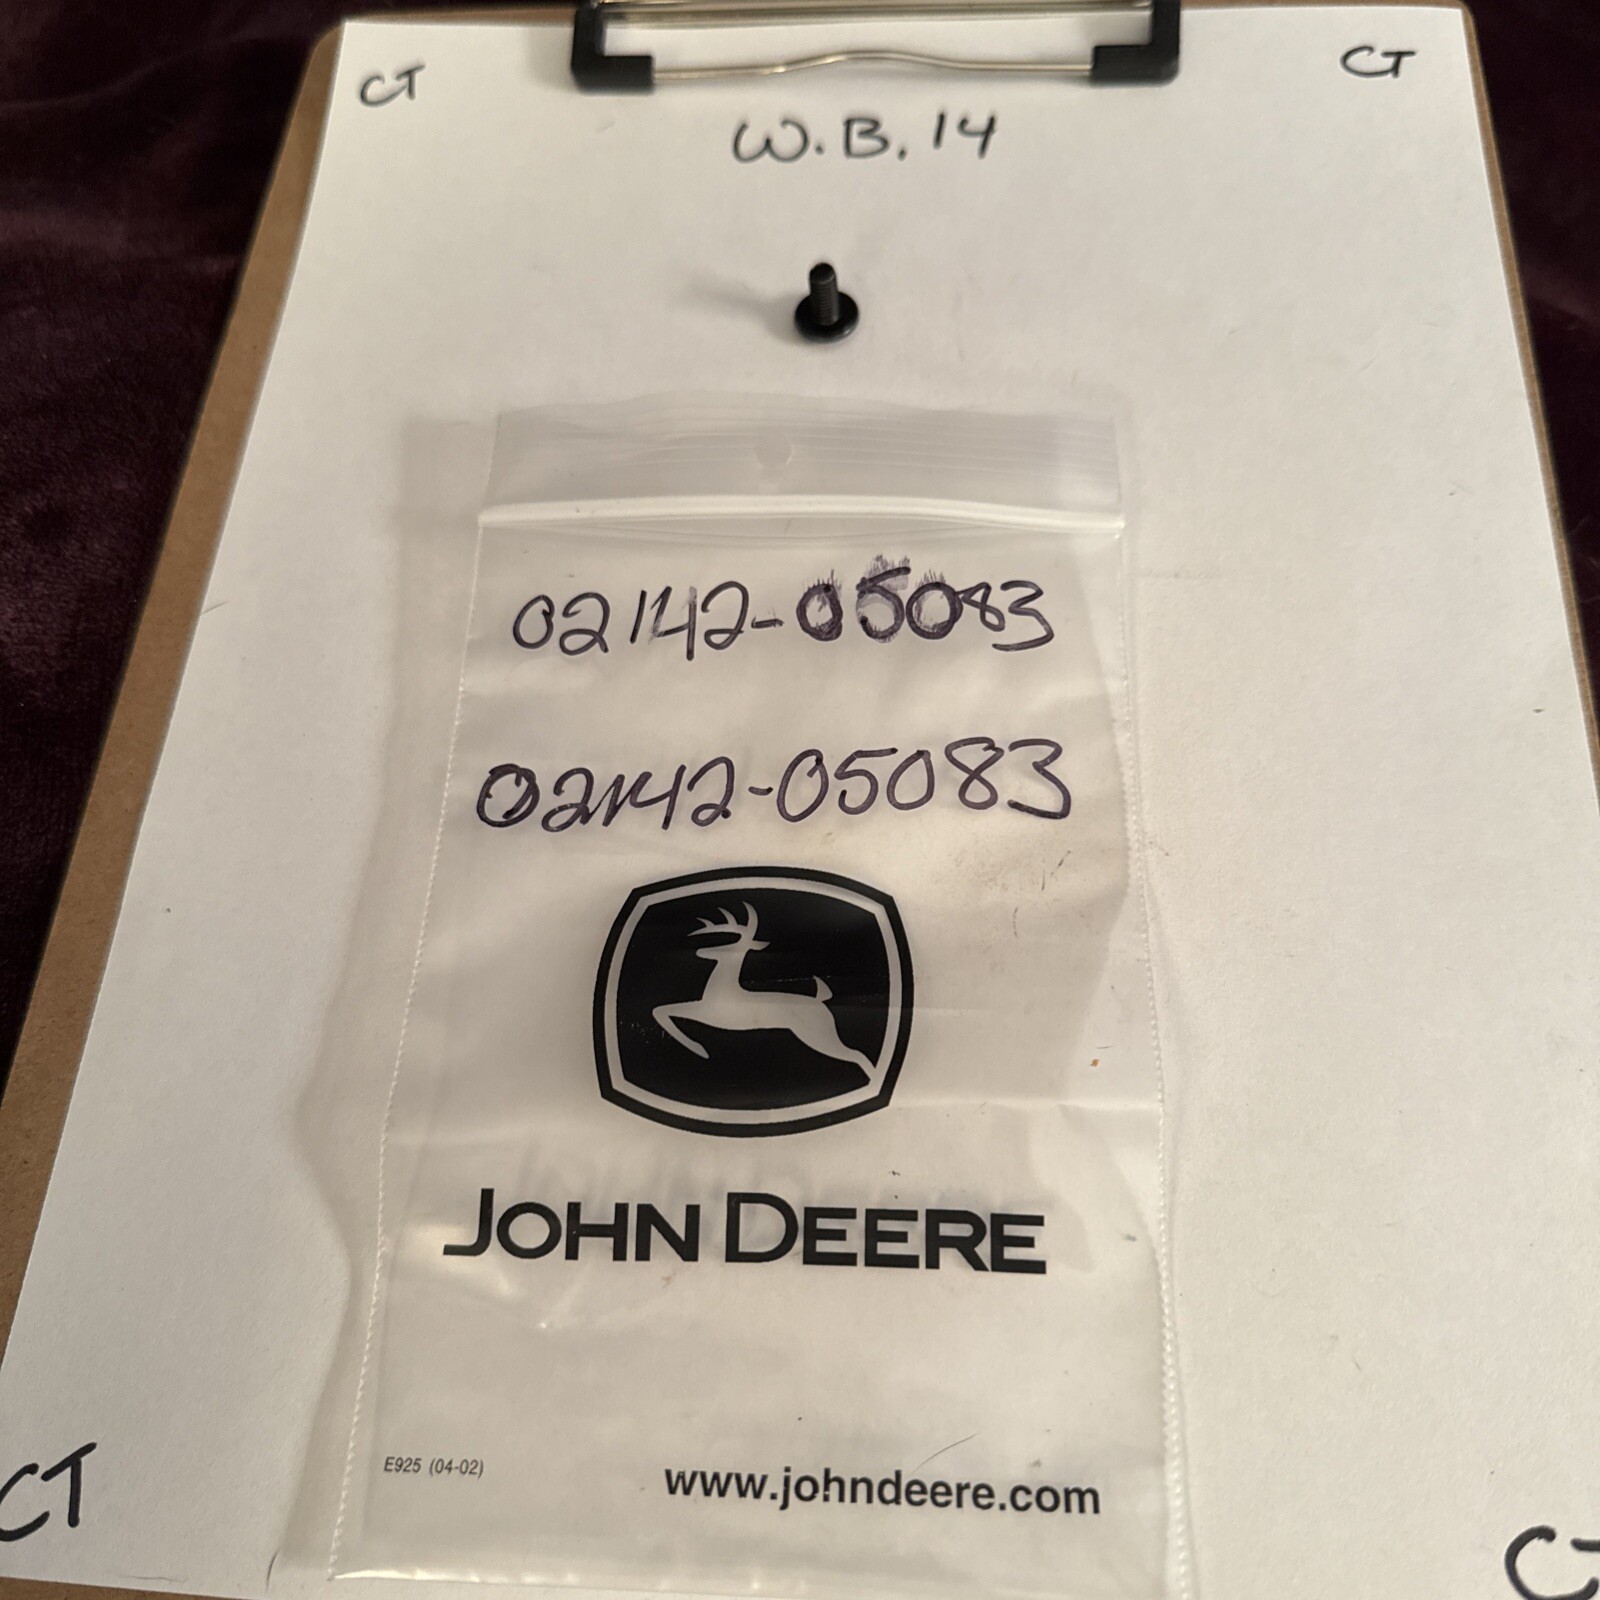 CT
CT
W.B. 14
02142-05083
02142-05083
JOHN DEERE
E925 (04-02)
www.johndeere.com
CT
CT